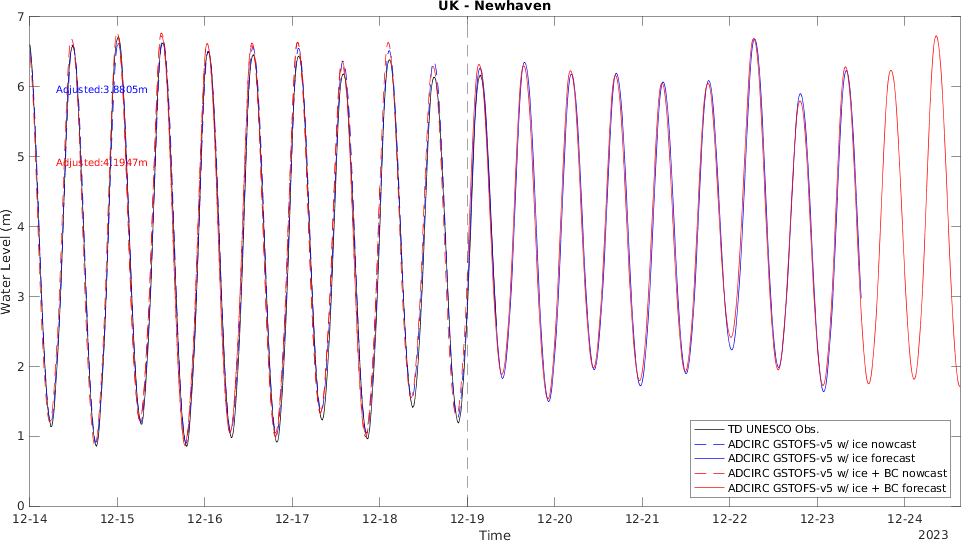 UK - Newhaven
7
6
5
4
3
2
1
0
Water Level (m)
Adjusted:3.8805m
Adjusted:4.1947m
TD UNESCO Obs.
ADCIRC GSTOFS-v5 w/ ice nowcast
ADCIRC GSTOFS-v5 w/ ice forecast
ADCIRC GSTOFS-v5 w/ ice + BC nowcast
ADCIRC GSTOFS-v5 w/ ice + BC forecast
12-14 12-15 12-16 12-17 12-18 12-19 12-20 12-21 12-22 12-23 12-24
Time
2023